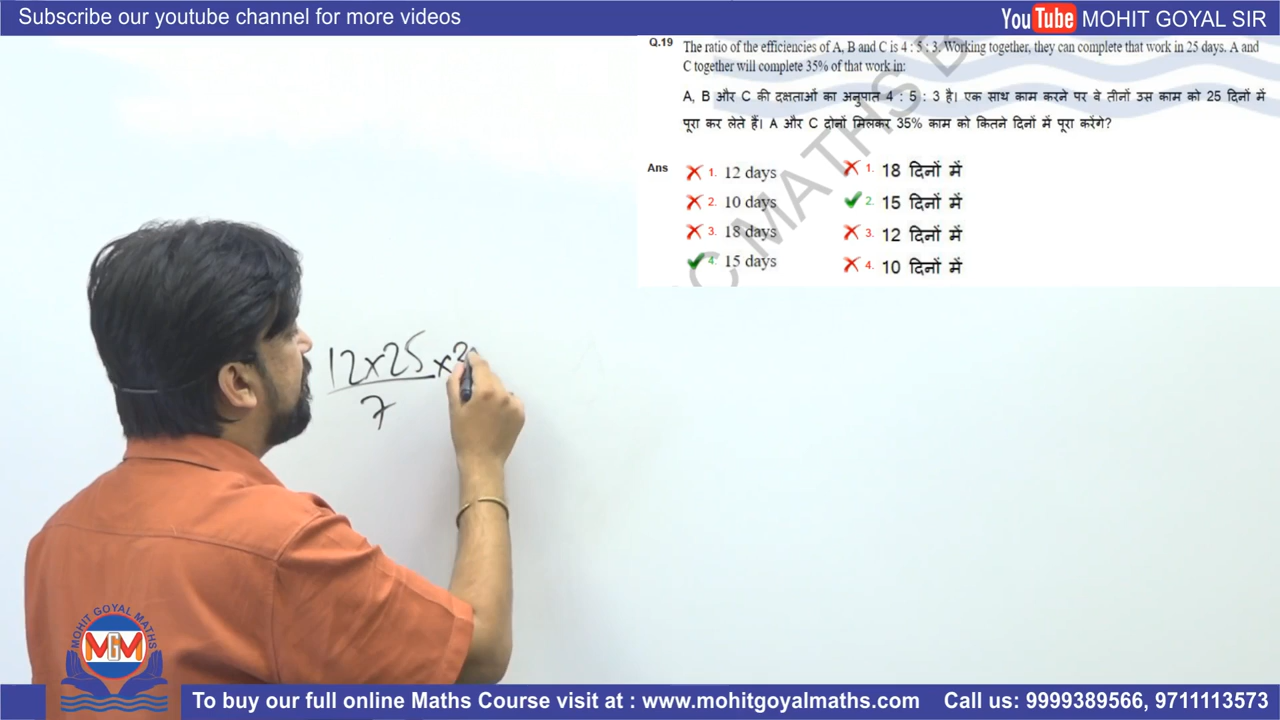 Subscribe our youtube channel for more videos
YouTube MOHIT GOYAL SIR
Q.19 The ratio of the efficiencies of A, B and C is 4 : 5 : 3. Working together, they can complete that work in 25 days. A and
C together will complete 35% of that work in:
A, B और C की दक्षताओं का अनुपात 4 : 5 : 3 है। एक साथ काम करने पर वे तीनों उस काम को 25 दिनों में
पूरा कर लेते हैं। A और C दोनों मिलकर 35% काम को कितने दिनों में पूरा करेंगे?
Ans
1. 12 days
2. 10 days
3. 18 days
4. 15 days
1. 18 दिनों में
2. 15 दिनों में
3. 12 दिनों में
4. 10 दिनों में
C MATHS B
12x25 x3
7
MOHIT GOYAL MATHS
MGM
To buy our full online Maths Course visit at : www.mohitgoyalmaths.com Call us: 9999389566, 9711113573